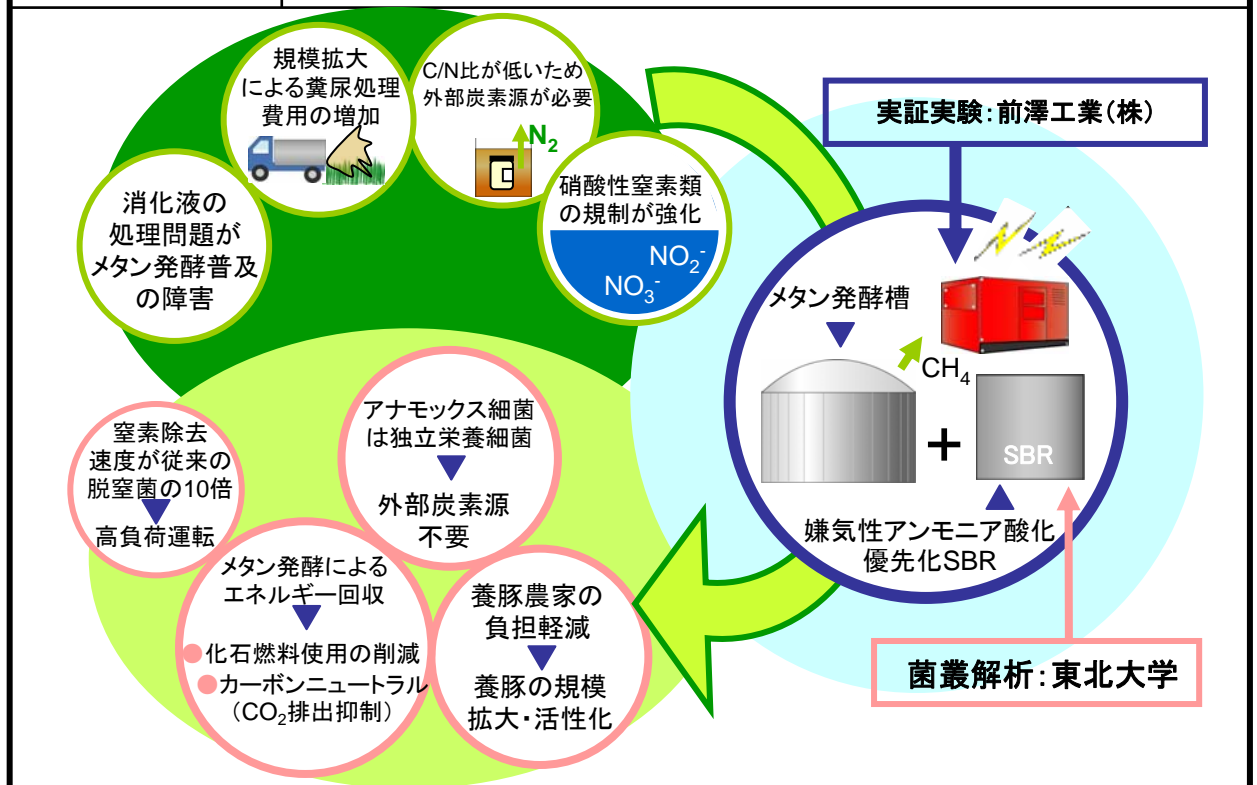 規模拡大
による糞尿処理
費用の増加
C/N比が低いため
外部炭素源が必要
N2
消化液の
処理問題が
メタン発酵普及
の障害
硝酸性窒素類
の規制が強化
NO2-
NO3-
実証実験：前澤工業（株）
メタン発酵槽
CH4
+
SBR
嫌気性アンモニア酸化
優先化SBR
菌叢解析：東北大学
アナモックス細菌
は独立栄養細菌
外部炭素源
不要
窒素除去
速度が従来の
脱窒菌の10倍
高負荷運転
メタン発酵による
エネルギー回収
●化石燃料使用の削減
●カーボンニュートラル
（CO2排出抑制）
養豚農家の
負担軽減
養豚の規模
拡大・活性化